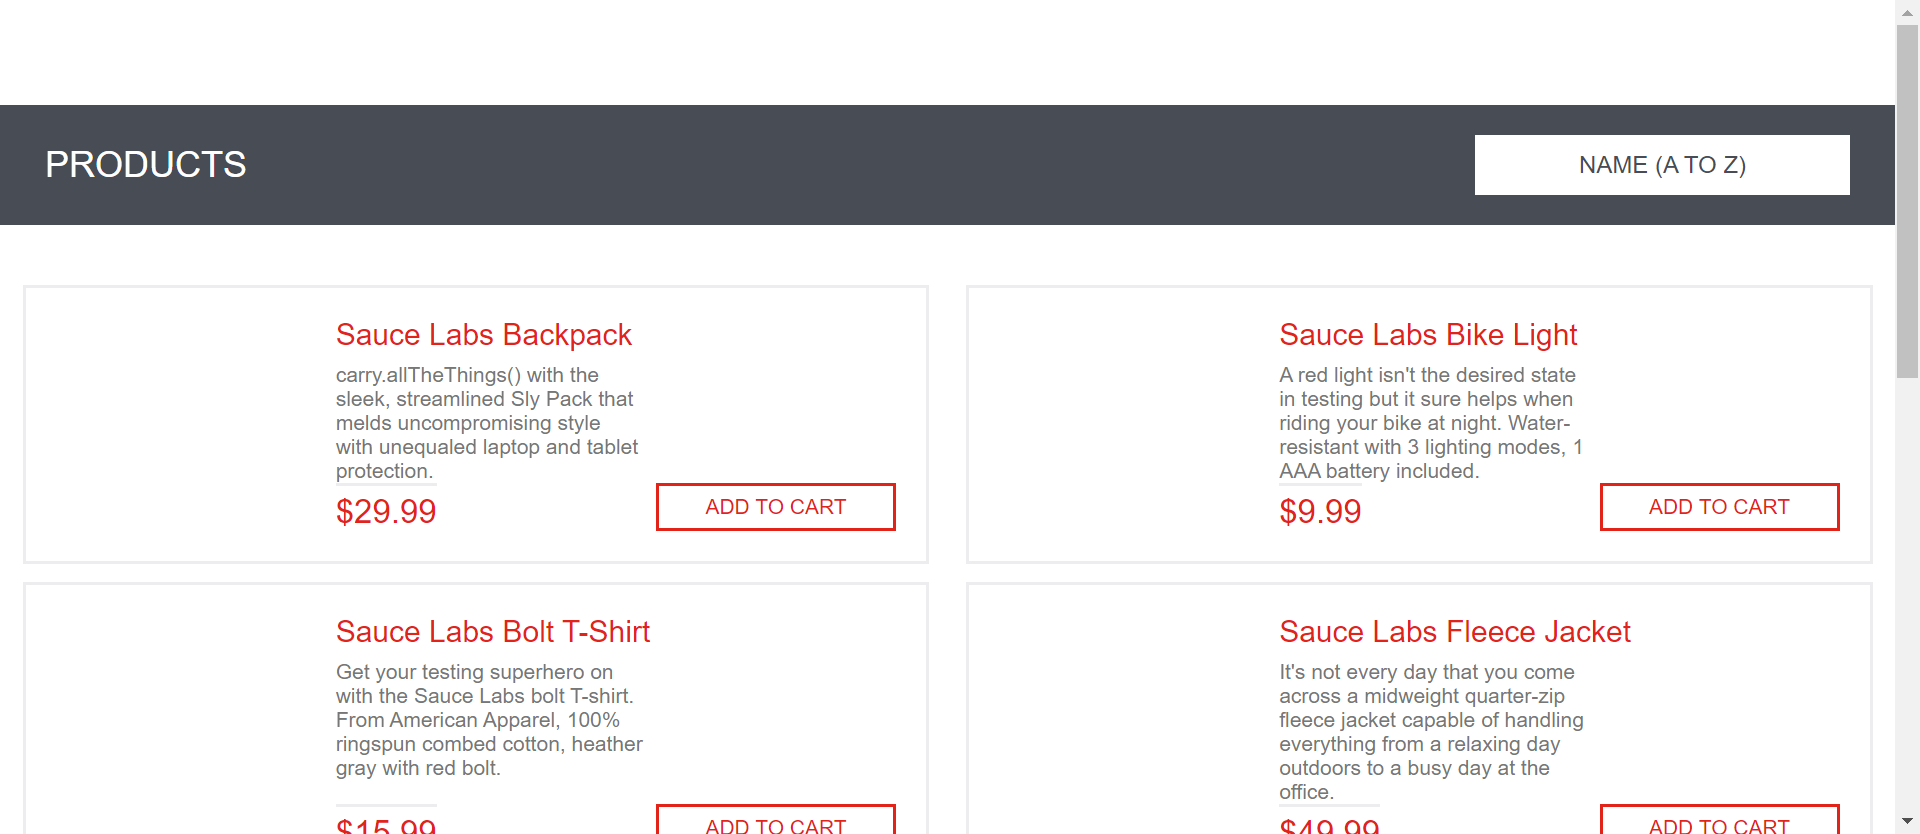 PRODUCTS
NAME (A TO Z)
Sauce Labs Backpack
carry.allTheThings() with the
sleek, streamlined Sly Pack that
melds uncompromising style
with unequaled laptop and tablet
protection.
$29.99
ADD TO CART
Sauce Labs Bike Light
A red light isn't the desired state
in testing but it sure helps when
riding your bike at night. Water-
resistant with 3 lighting modes, 1
AAA battery included.
$9.99
ADD TO CART
Sauce Labs Bolt T-Shirt
Get your testing superhero on
with the Sauce Labs bolt T-shirt.
From American Apparel, 100%
ringspun combed cotton, heather
gray with red bolt.
$15.99
ADD TO CART
Sauce Labs Fleece Jacket
It's not every day that you come
across a midweight quarter-zip
fleece jacket capable of handling
everything from a relaxing day
outdoors to a busy day at the
office.
$49.99
ADD TO CART